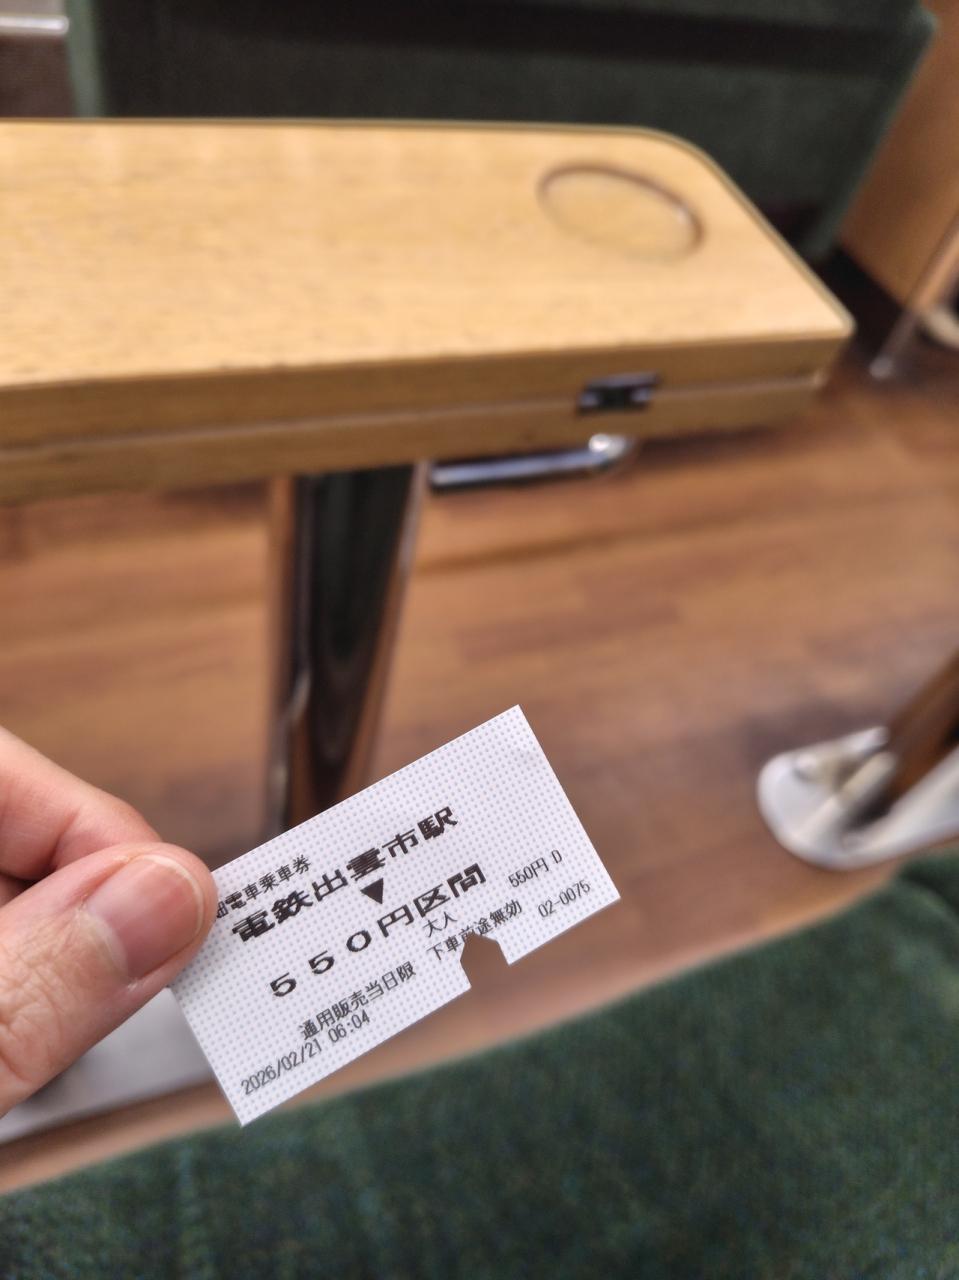 電車乗車券
電鉄出雲市駅
▼
550円区間
大人 550円 D
通用販売当日限 下車前途無効
2026/02/21 06:04 02-0075